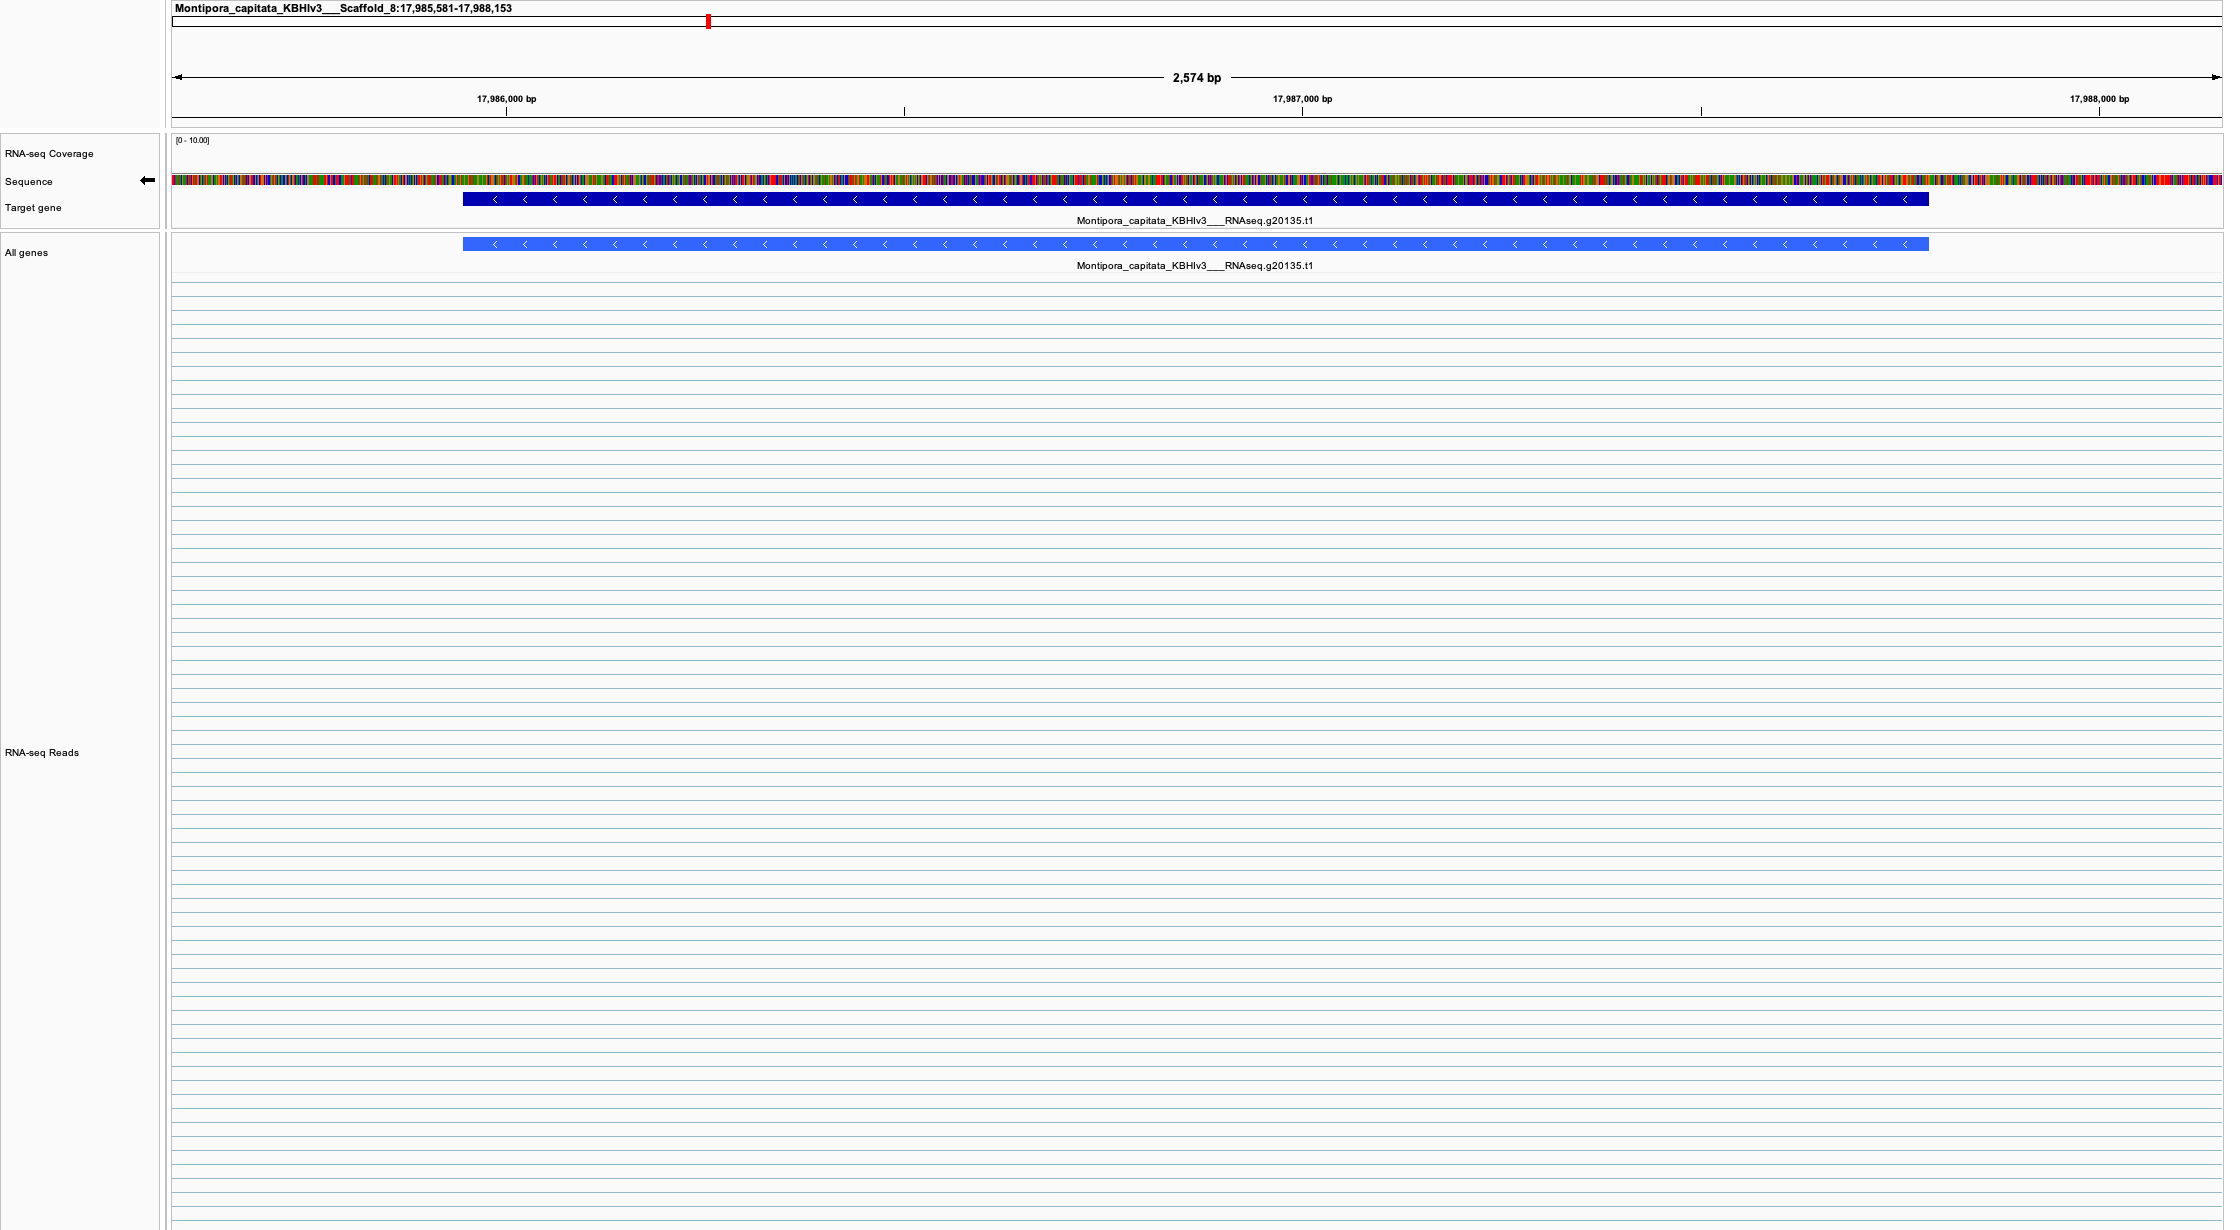 Montipora_capitata_KBHIv3___Scaffold_8:17,985,581-17,988,153
2,574 bp
17,986,000 bp 17,987,000 bp 17,988,000 bp
[0 - 10.00]
RNA-seq Coverage
Sequence
Target gene
Montipora_capitata_KBHIv3___RNAseq.g20135.t1
All genes
Montipora_capitata_KBHIv3___RNAseq.g20135.t1
RNA-seq Reads